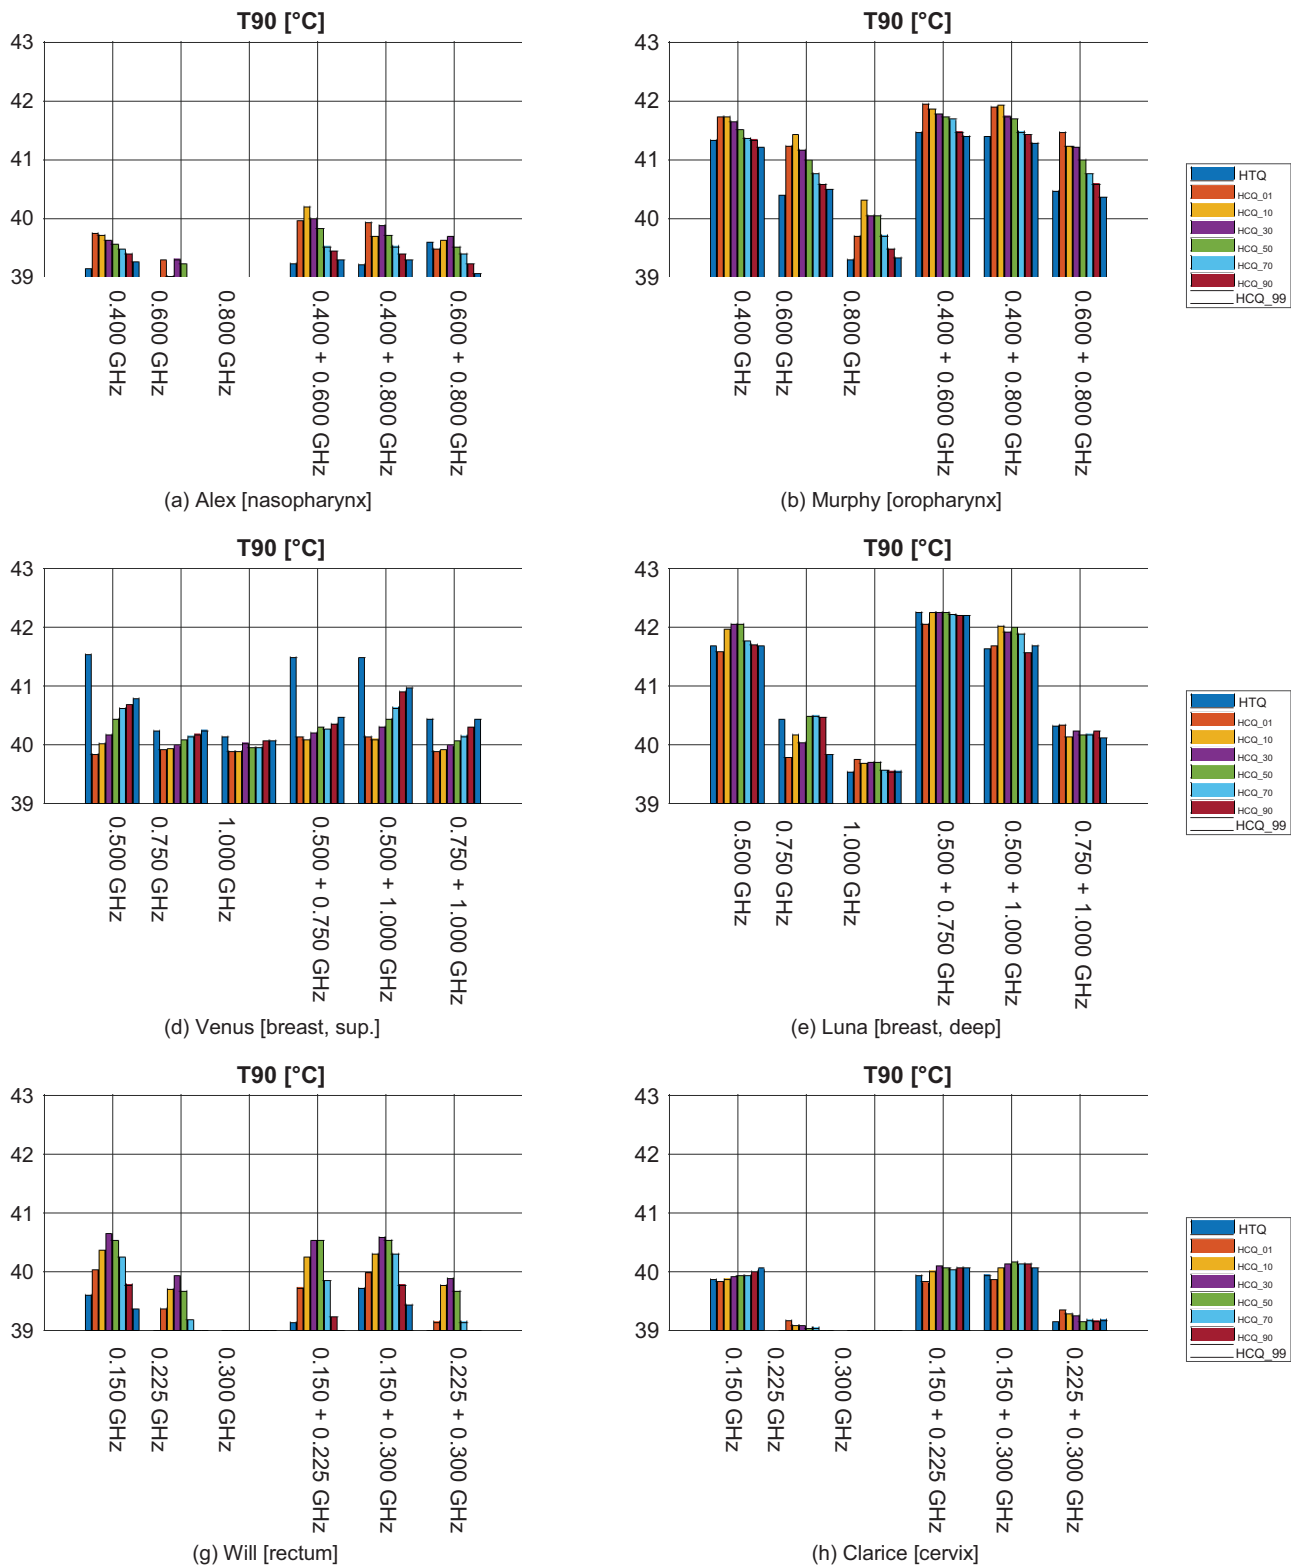 T90 [°C]
43
42
41
40
39
0.400 GHz
0.600 GHz
0.800 GHz
0.400 + 0.600 GHz
0.400 + 0.800 GHz
0.600 + 0.800 GHz
(a) Alex [nasopharynx]
T90 [°C]
43
42
41
40
39
0.400 GHz
0.600 GHz
0.800 GHz
0.400 + 0.600 GHz
0.400 + 0.800 GHz
0.600 + 0.800 GHz
(b) Murphy [oropharynx]
HTQ
HCQ_01
HCQ_10
HCQ_30
HCQ_50
HCQ_70
HCQ_90
HCQ_99
T90 [°C]
43
42
41
40
39
0.500 GHz
0.750 GHz
1.000 GHz
0.500 + 0.750 GHz
0.500 + 1.000 GHz
0.750 + 1.000 GHz
(d) Venus [breast, sup.]
T90 [°C]
43
42
41
40
39
0.500 GHz
0.750 GHz
1.000 GHz
0.500 + 0.750 GHz
0.500 + 1.000 GHz
0.750 + 1.000 GHz
(e) Luna [breast, deep]
HTQ
HCQ_01
HCQ_10
HCQ_30
HCQ_50
HCQ_70
HCQ_90
HCQ_99
T90 [°C]
43
42
41
40
39
0.150 GHz
0.225 GHz
0.300 GHz
0.150 + 0.225 GHz
0.150 + 0.300 GHz
0.225 + 0.300 GHz
(g) Will [rectum]
T90 [°C]
43
42
41
40
39
0.150 GHz
0.225 GHz
0.300 GHz
0.150 + 0.225 GHz
0.150 + 0.300 GHz
0.225 + 0.300 GHz
(h) Clarice [cervix]
HTQ
HCQ_01
HCQ_10
HCQ_30
HCQ_50
HCQ_70
HCQ_90
HCQ_99